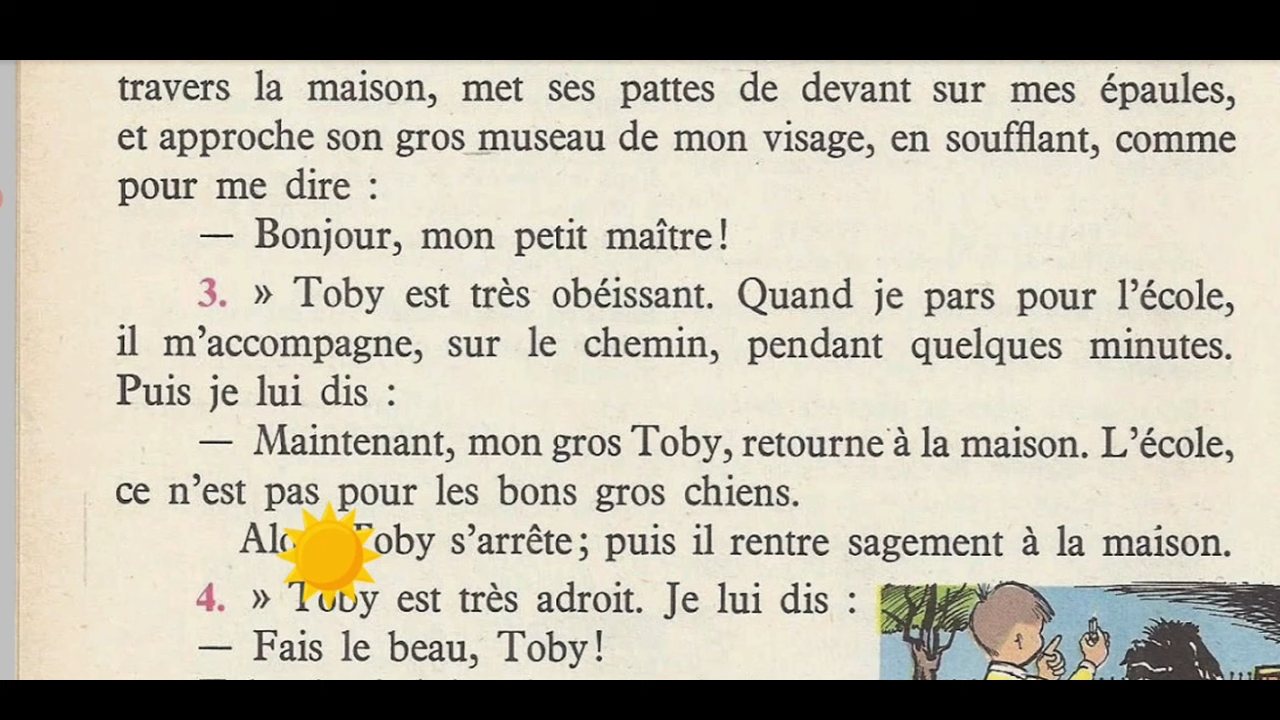 travers la maison, met ses pattes de devant sur mes épaules,
et approche son gros museau de mon visage, en soufflant, comme
pour me dire :
— Bonjour, mon petit maître!
3. » Toby est très obéissant. Quand je pars pour l'école,
il m'accompagne, sur le chemin, pendant quelques minutes.
Puis je lui dis :
— Maintenant, mon gros Toby, retourne à la maison. L'école,
ce n'est pas pour les bons gros chiens.
Toby s'arrête; puis il rentre sagement à la maison.
4. » Toby est très adroit. Je lui dis :
— Fais le beau, Toby!